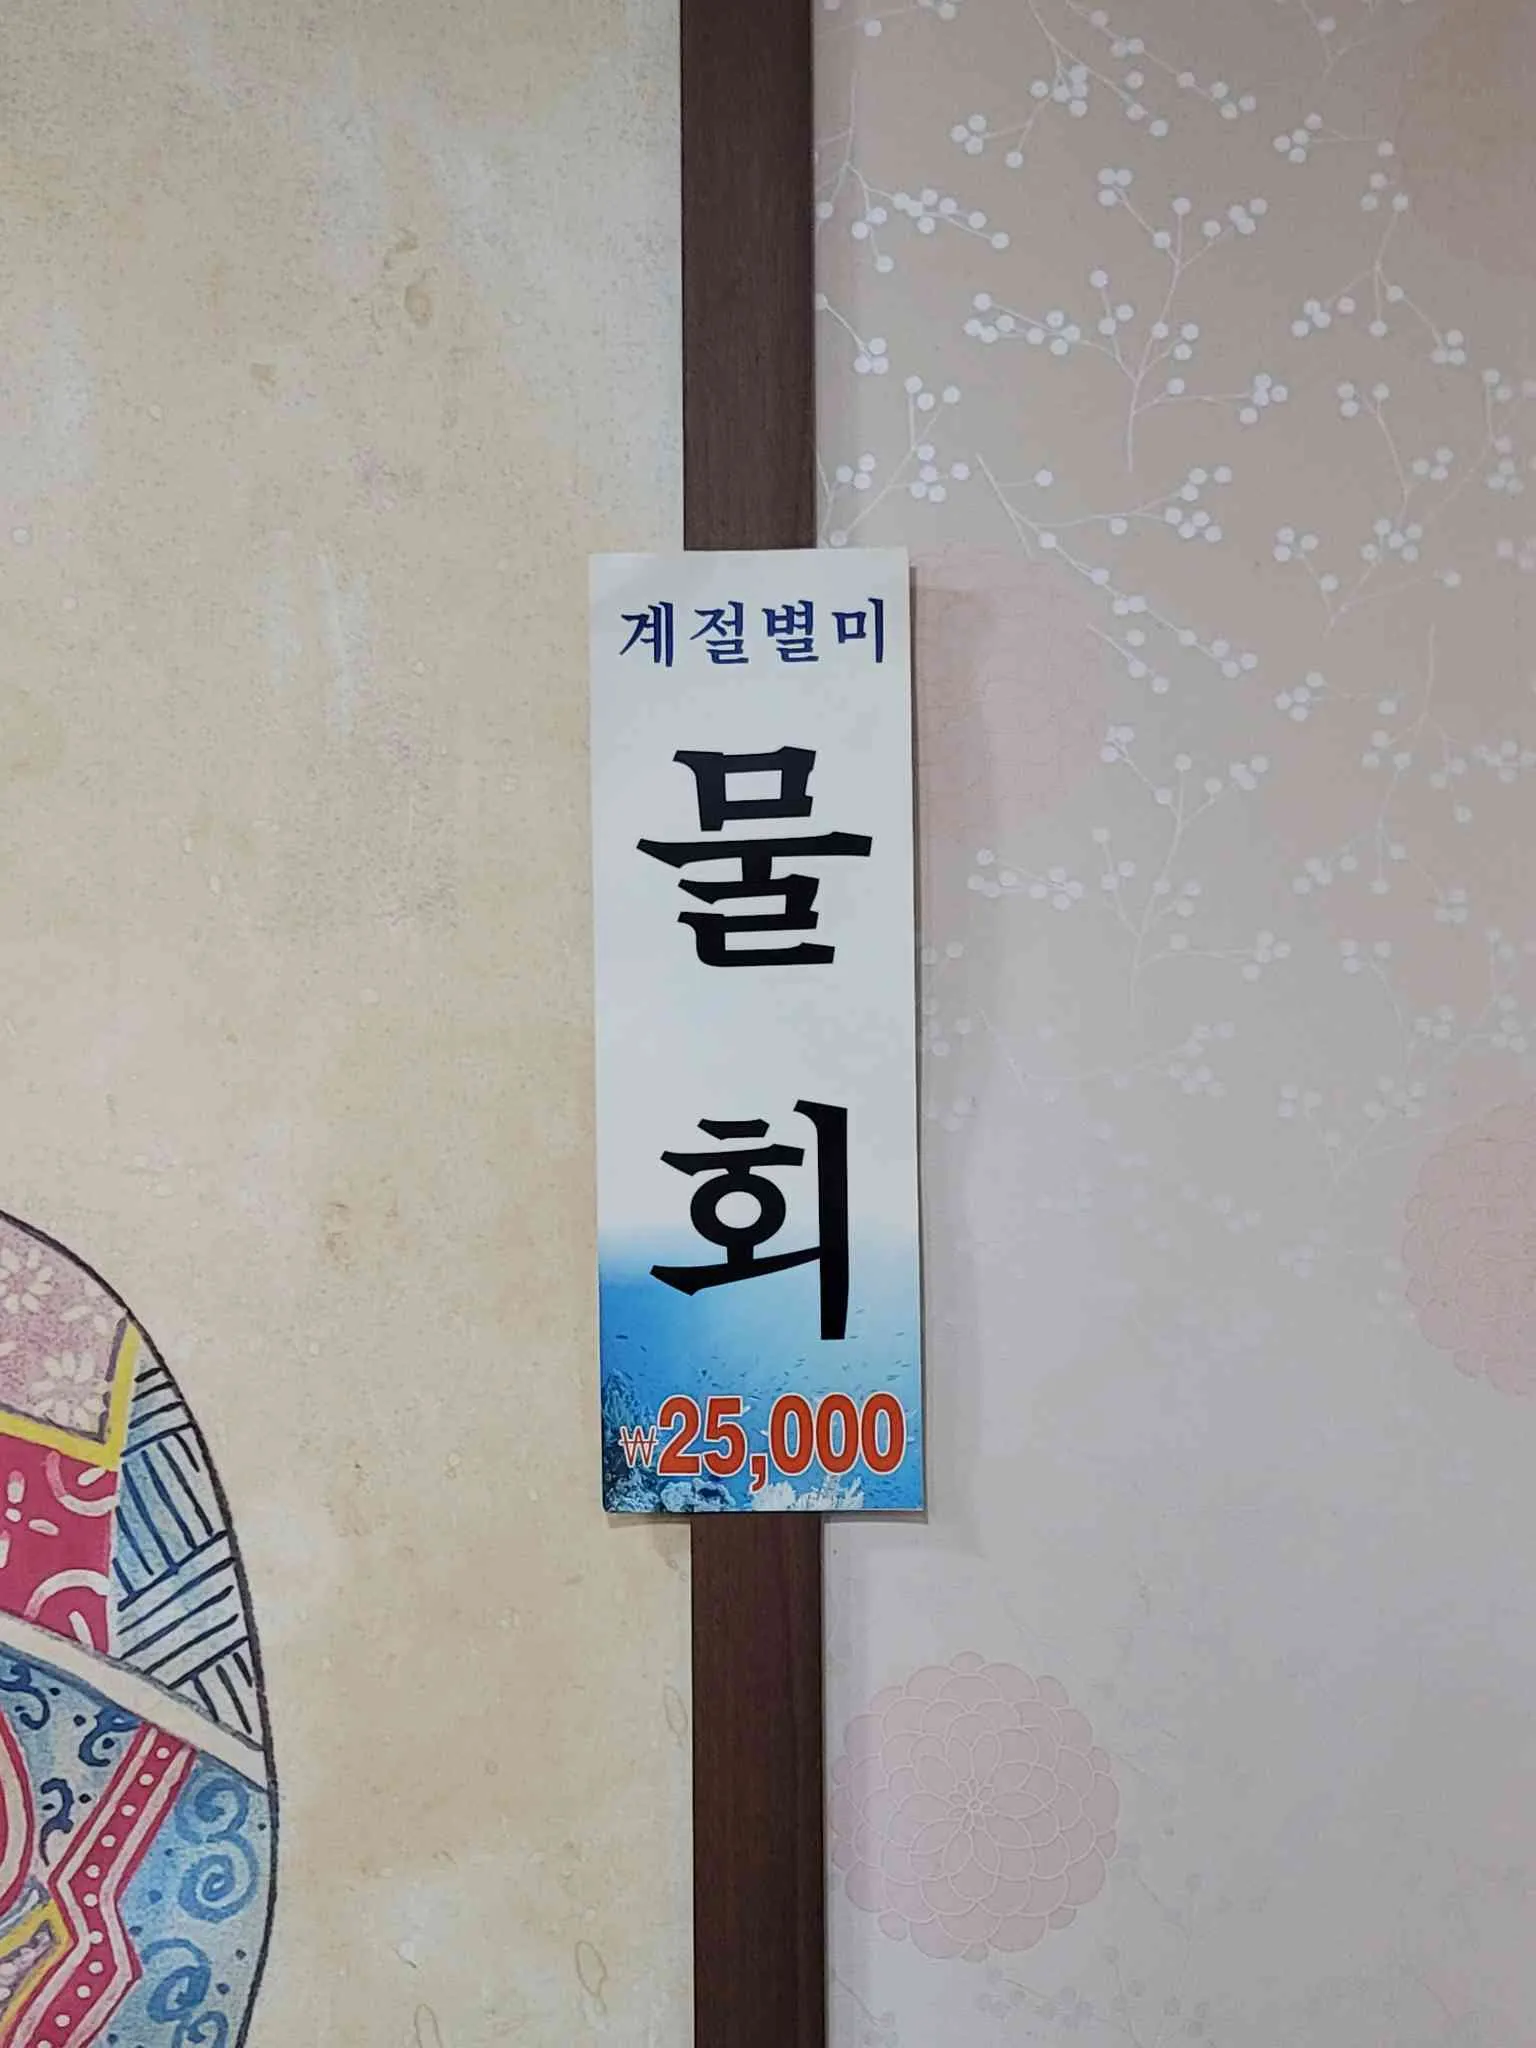 계절별미
물
회
₩25,000